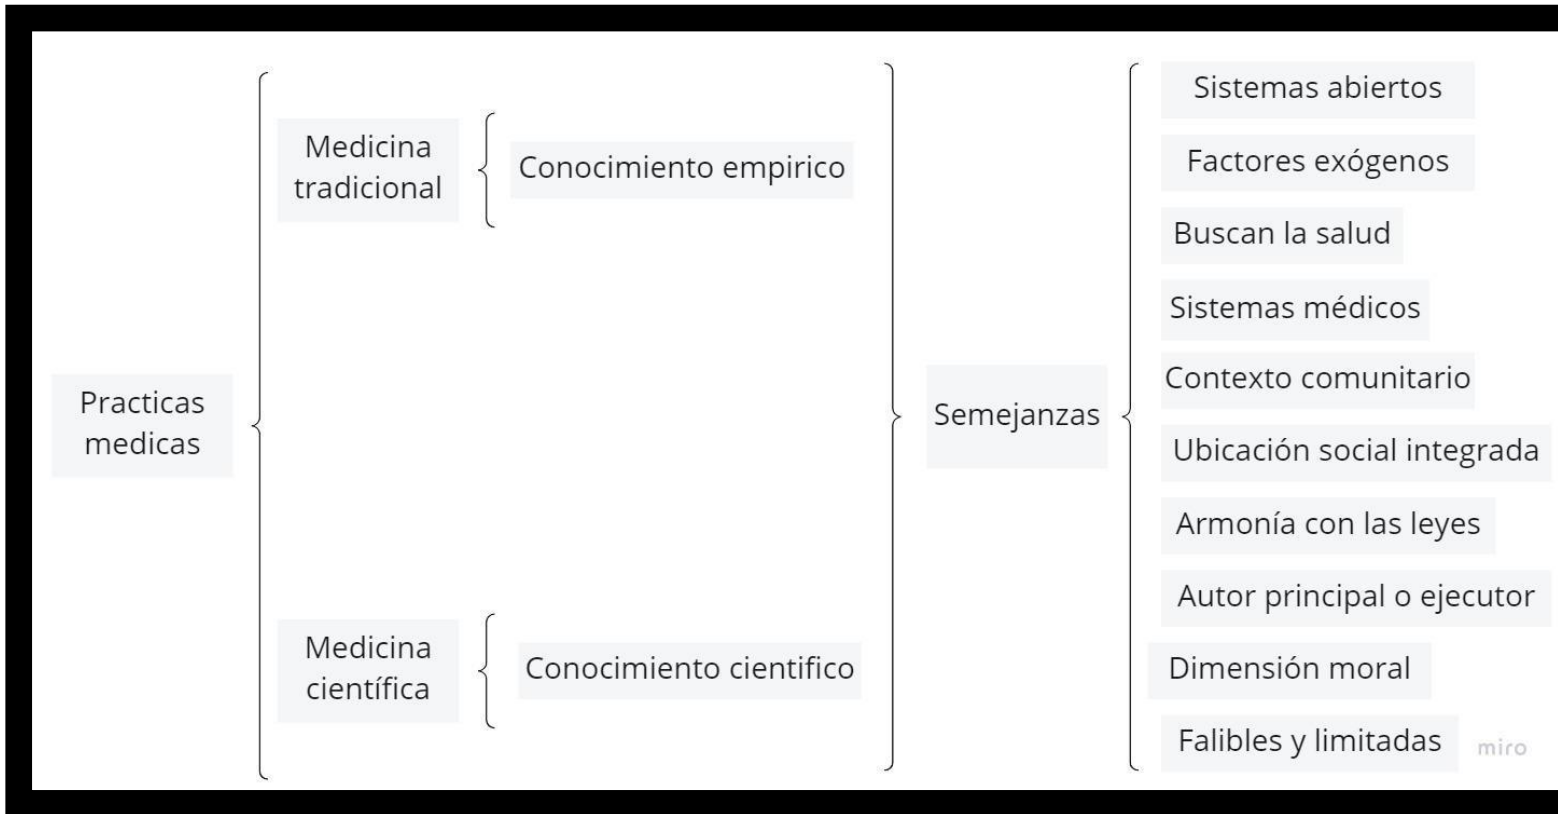 Practicas
medicas
Medicina
tradicional
Conocimiento empirico
Medicina
científica
Conocimiento cientifico
Semejanzas
Sistemas abiertos
Factores exógenos
Buscan la salud
Sistemas médicos
Contexto comunitario
Ubicación social integrada
Armonía con las leyes
Autor principal o ejecutor
Dimensión moral
Falibles y limitadas
miro